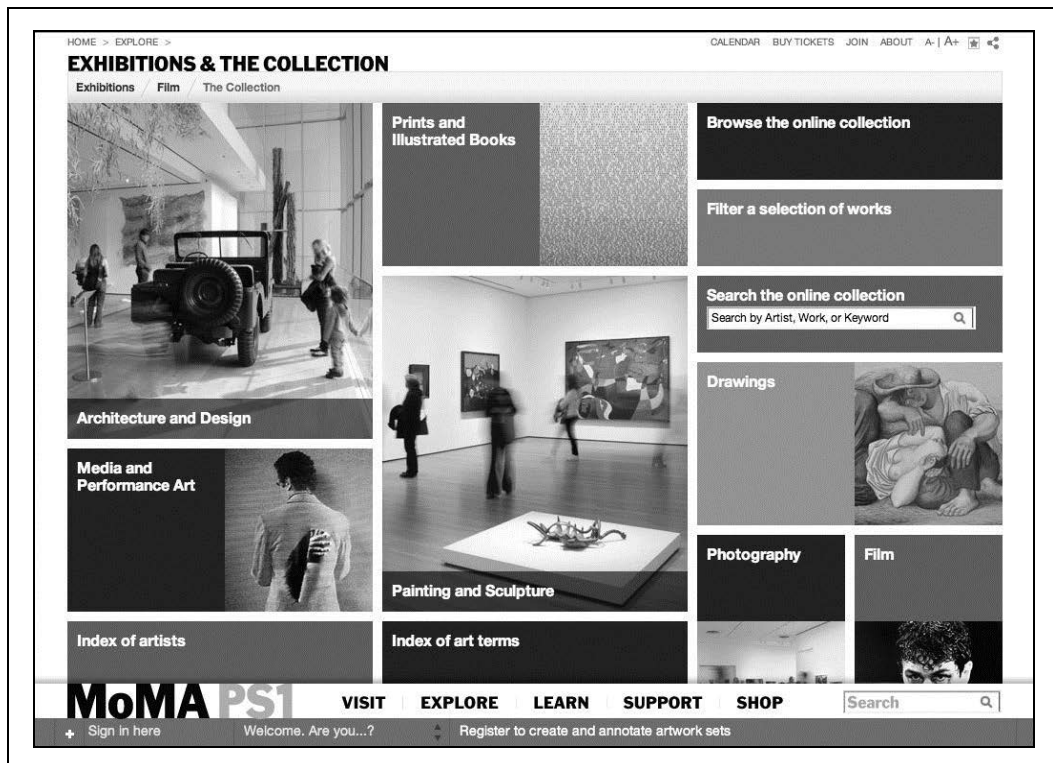 HOME > EXPLORE >
CALENDAR BUY TICKETS JOIN ABOUT A- | A+
EXHIBITIONS & THE COLLECTION
Exhibitions / Film / The Collection
Architecture and Design
Media and
Performance Art
Index of artists
Prints and
Illustrated Books
Painting and Sculpture
Index of art terms
Browse the online collection
Filter a selection of works
Search the online collection
Search by Artist, Work, or Keyword
Drawings
Photography
Film
MoMA PS1
VISIT EXPLORE LEARN SUPPORT SHOP
Search
Sign in here
Welcome. Are you...?
Register to create and annotate artwork sets